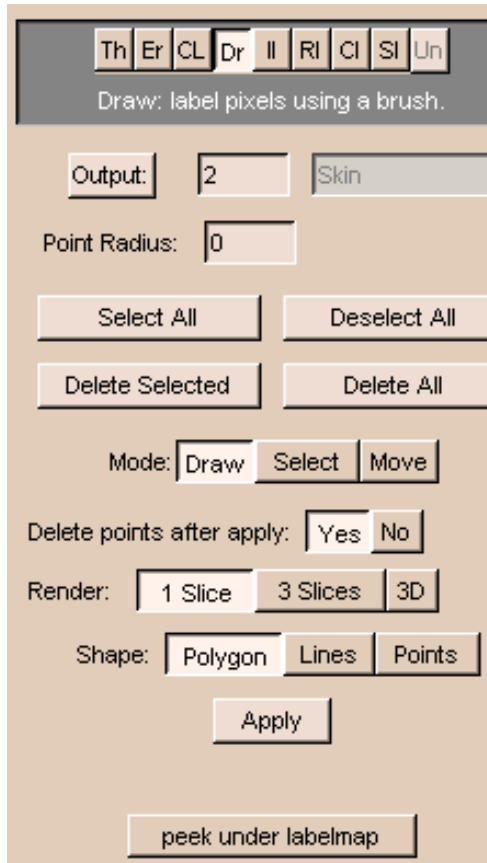 Th Er CL Dr II RI CI SI Un
Draw: label pixels using a brush.
Output: 2 Skin
Point Radius: 0
Select All Deselect All
Delete Selected Delete All
Mode: Draw Select Move
Delete points after apply: Yes No
Render: 1 Slice 3 Slices 3D
Shape: Polygon Lines Points
Apply
peek under labelmap